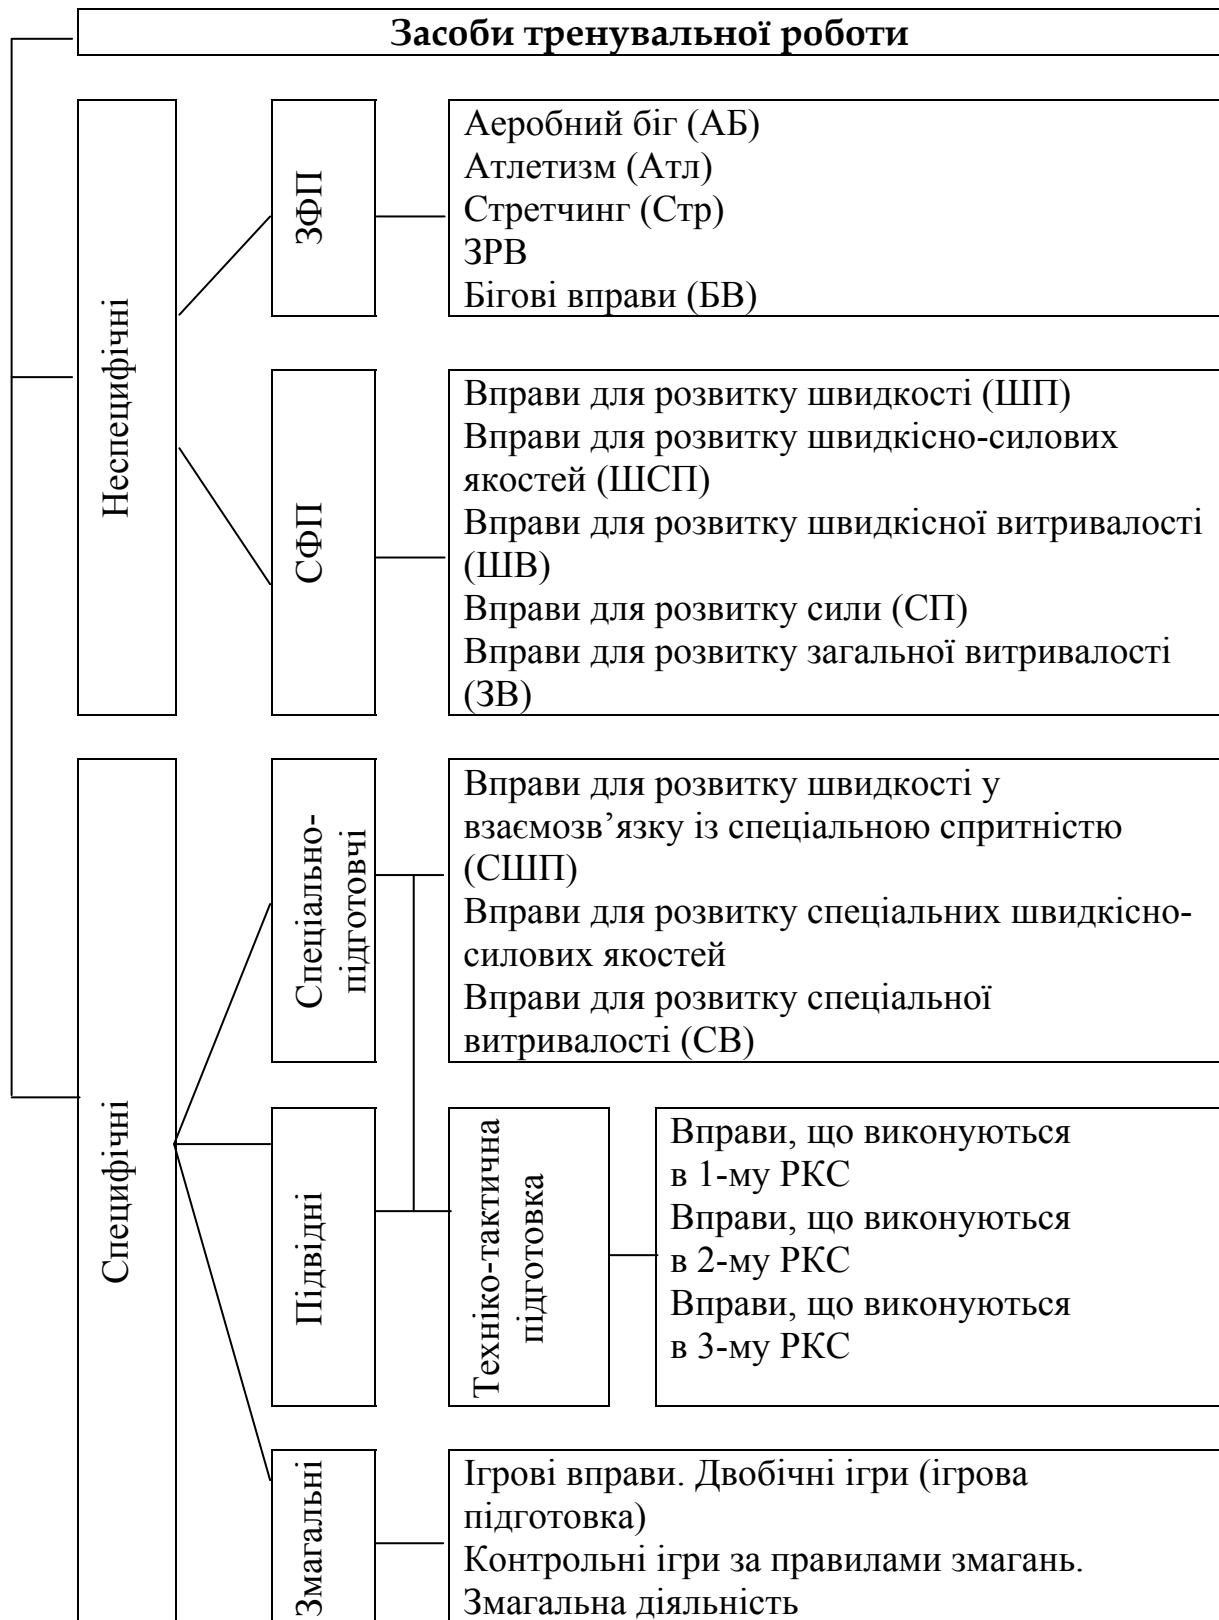 Засоби тренувальної роботи
Неспецифічні
ЗФП
Аеробний біг (АБ)
Атлетизм (Атл)
Стретчинг (Стр)
ЗРВ
Бігові вправи (БВ)
СФП
Вправи для розвитку швидкості (ШП)
Вправи для розвитку швидкісно-силових
якостей (ШСП)
Вправи для розвитку швидкісної витривалості
(ШВ)
Вправи для розвитку сили (СП)
Вправи для розвитку загальної витривалості
(ЗВ)
Специфічні
Спеціально-
підготовчі
Вправи для розвитку швидкості у
взаємозв’язку із спеціальною спритністю
(СШП)
Вправи для розвитку спеціальних швидкісно-
силових якостей
Вправи для розвитку спеціальної
витривалості (СВ)
Підвідні
Техніко-тактична
підготовка
Вправи, що виконуються
в 1-му РКС
Вправи, що виконуються
в 2-му РКС
Вправи, що виконуються
в 3-му РКС
Змагальні
Ігрові вправи. Двобічні ігри (ігрова
підготовка)
Контрольні ігри за правилами змагань.
Змагальна діяльність